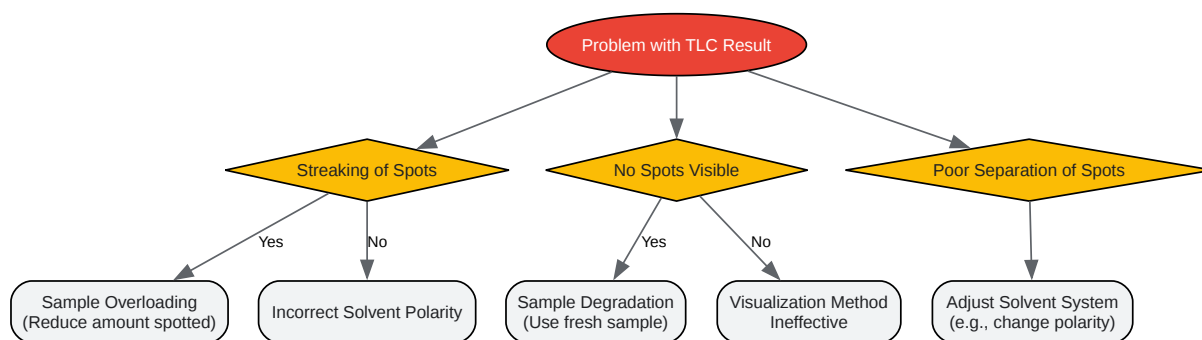 Problem with TLC Result
Streaking of Spots
No Spots Visible
Poor Separation of Spots
Yes
No
Yes
No
Sample Overloading
(Reduce amount spotted)
Incorrect Solvent Polarity
Sample Degradation
(Use fresh sample)
Visualization Method
Ineffective
Adjust Solvent System
(e.g., change polarity)